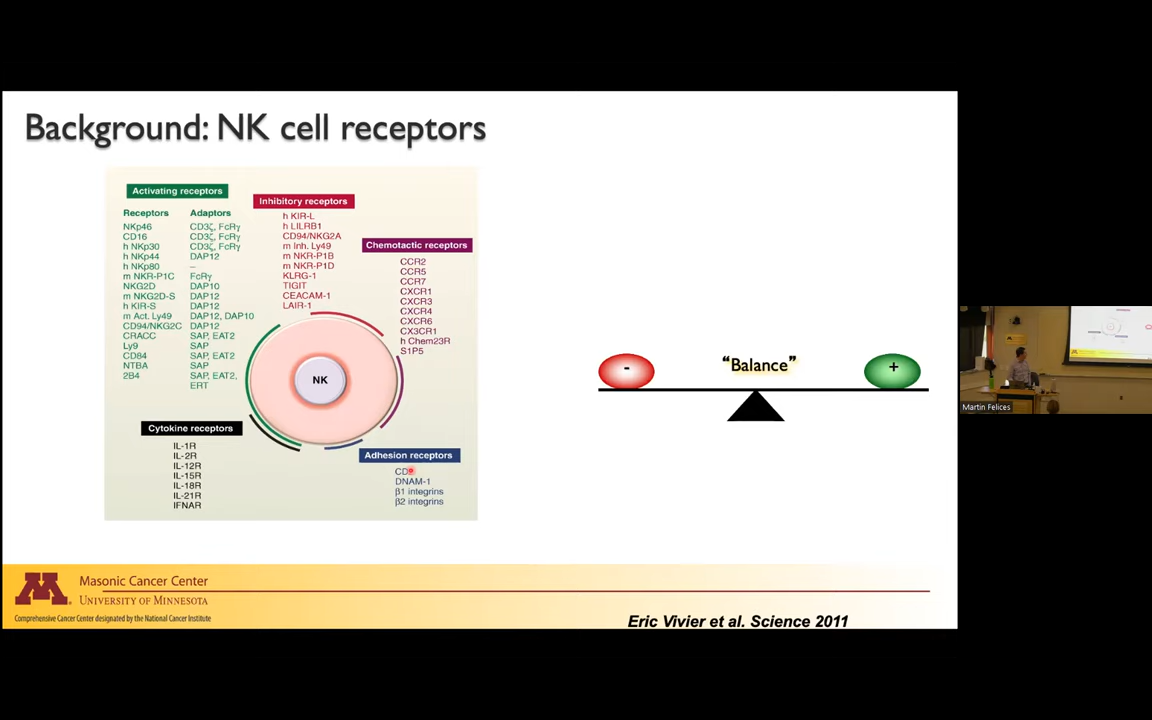 Background: NK cell receptors
Activating receptors
Receptors Adaptors
NKp46 CD3ζ, FcRγ
CD16 CD3ζ, FcRγ
h NKp30 CD3ζ, FcRγ
h NKp44 DAP12
h NKp80 –
m NKR-P1C FcRγ
NKG2D DAP10
m NKG2D-S DAP12
h KIR-S DAP12
m Act. Ly49 DAP12, DAP10
CD94/NKG2C DAP12
CRACC SAP, EAT2
Ly9 SAP
CD84 SAP, EAT2
NTBA SAP
2B4 SAP, EAT2,
ERT
Inhibitory receptors
h KIR-L
h LILRB1
CD94/NKG2A
m Inh. Ly49
m NKR-P1B
m NKR-P1D
KLRG-1
TIGIT
CEACAM-1
LAIR-1
Chemotactic receptors
CCR2
CCR5
CCR7
CXCR1
CXCR3
CXCR4
CXCR6
CX3CR1
h Chem23R
S1P5
NK
Cytokine receptors
IL-1R
IL-2R
IL-12R
IL-15R
IL-18R
IL-21R
IFNAR
Adhesion receptors
CD
DNAM-1
β1 integrins
β2 integrins
-
“Balance”
+
Martin Felices
M
Masonic Cancer Center
UNIVERSITY OF MINNESOTA
Comprehensive Cancer Center designated by the National Cancer Institute
Eric Vivier et al. Science 2011